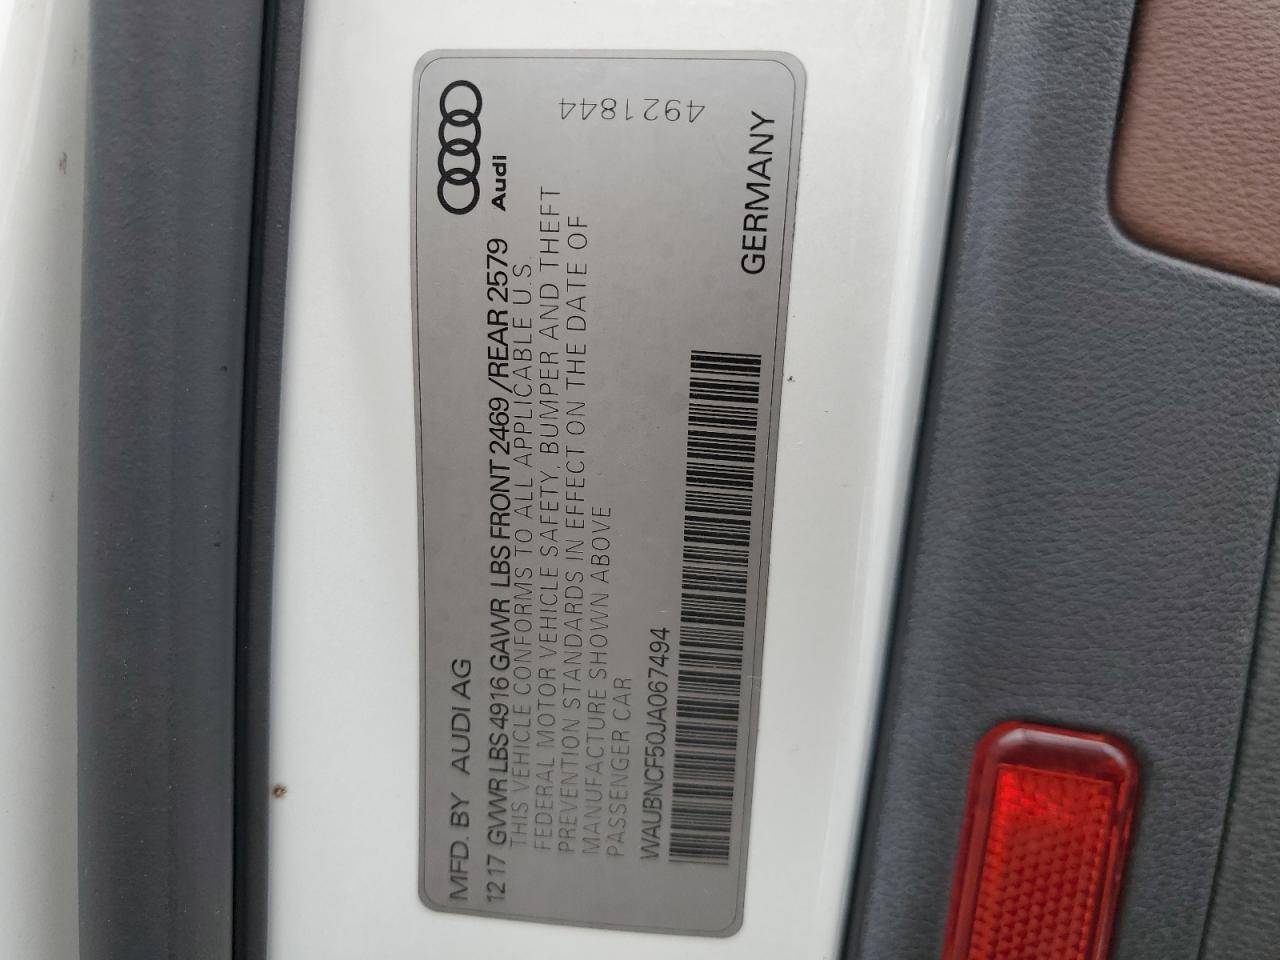 MFD. BY AUDI AG
Audi
12 17 GVWR LBS 4916 GAWR LBS FRONT 2469 /REAR 2579
THIS VEHICLE CONFORMS TO ALL APPLICABLE U.S
FEDERAL MOTOR VEHICLE SAFETY, BUMPER AND THEFT
PREVENTION STANDARDS IN EFFECT ON THE DATE OF
MANUFACTURE SHOWN ABOVE
PASSENGER CAR
4921844
WAUBNCF50JA067494
GERMANY